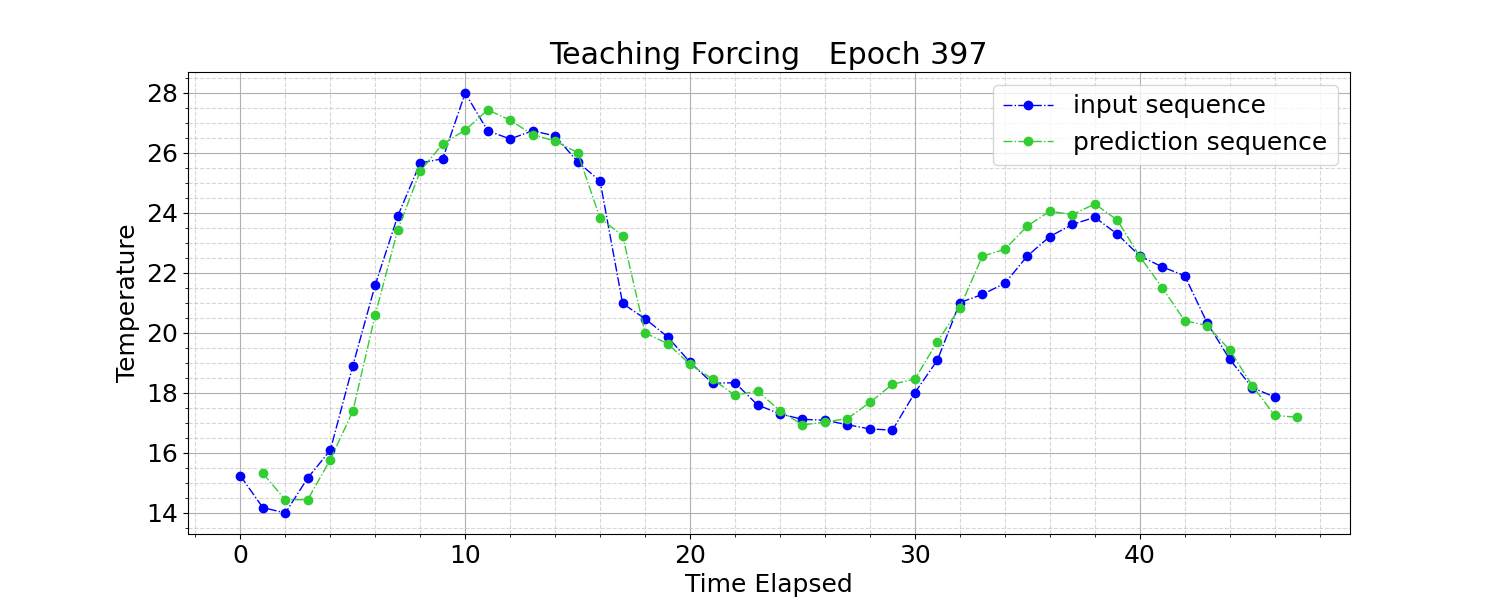 Teaching Forcing   Epoch 397
input sequence
prediction sequence
Temperature
28
26
24
22
20
18
16
14
0 10 20 30 40
Time Elapsed